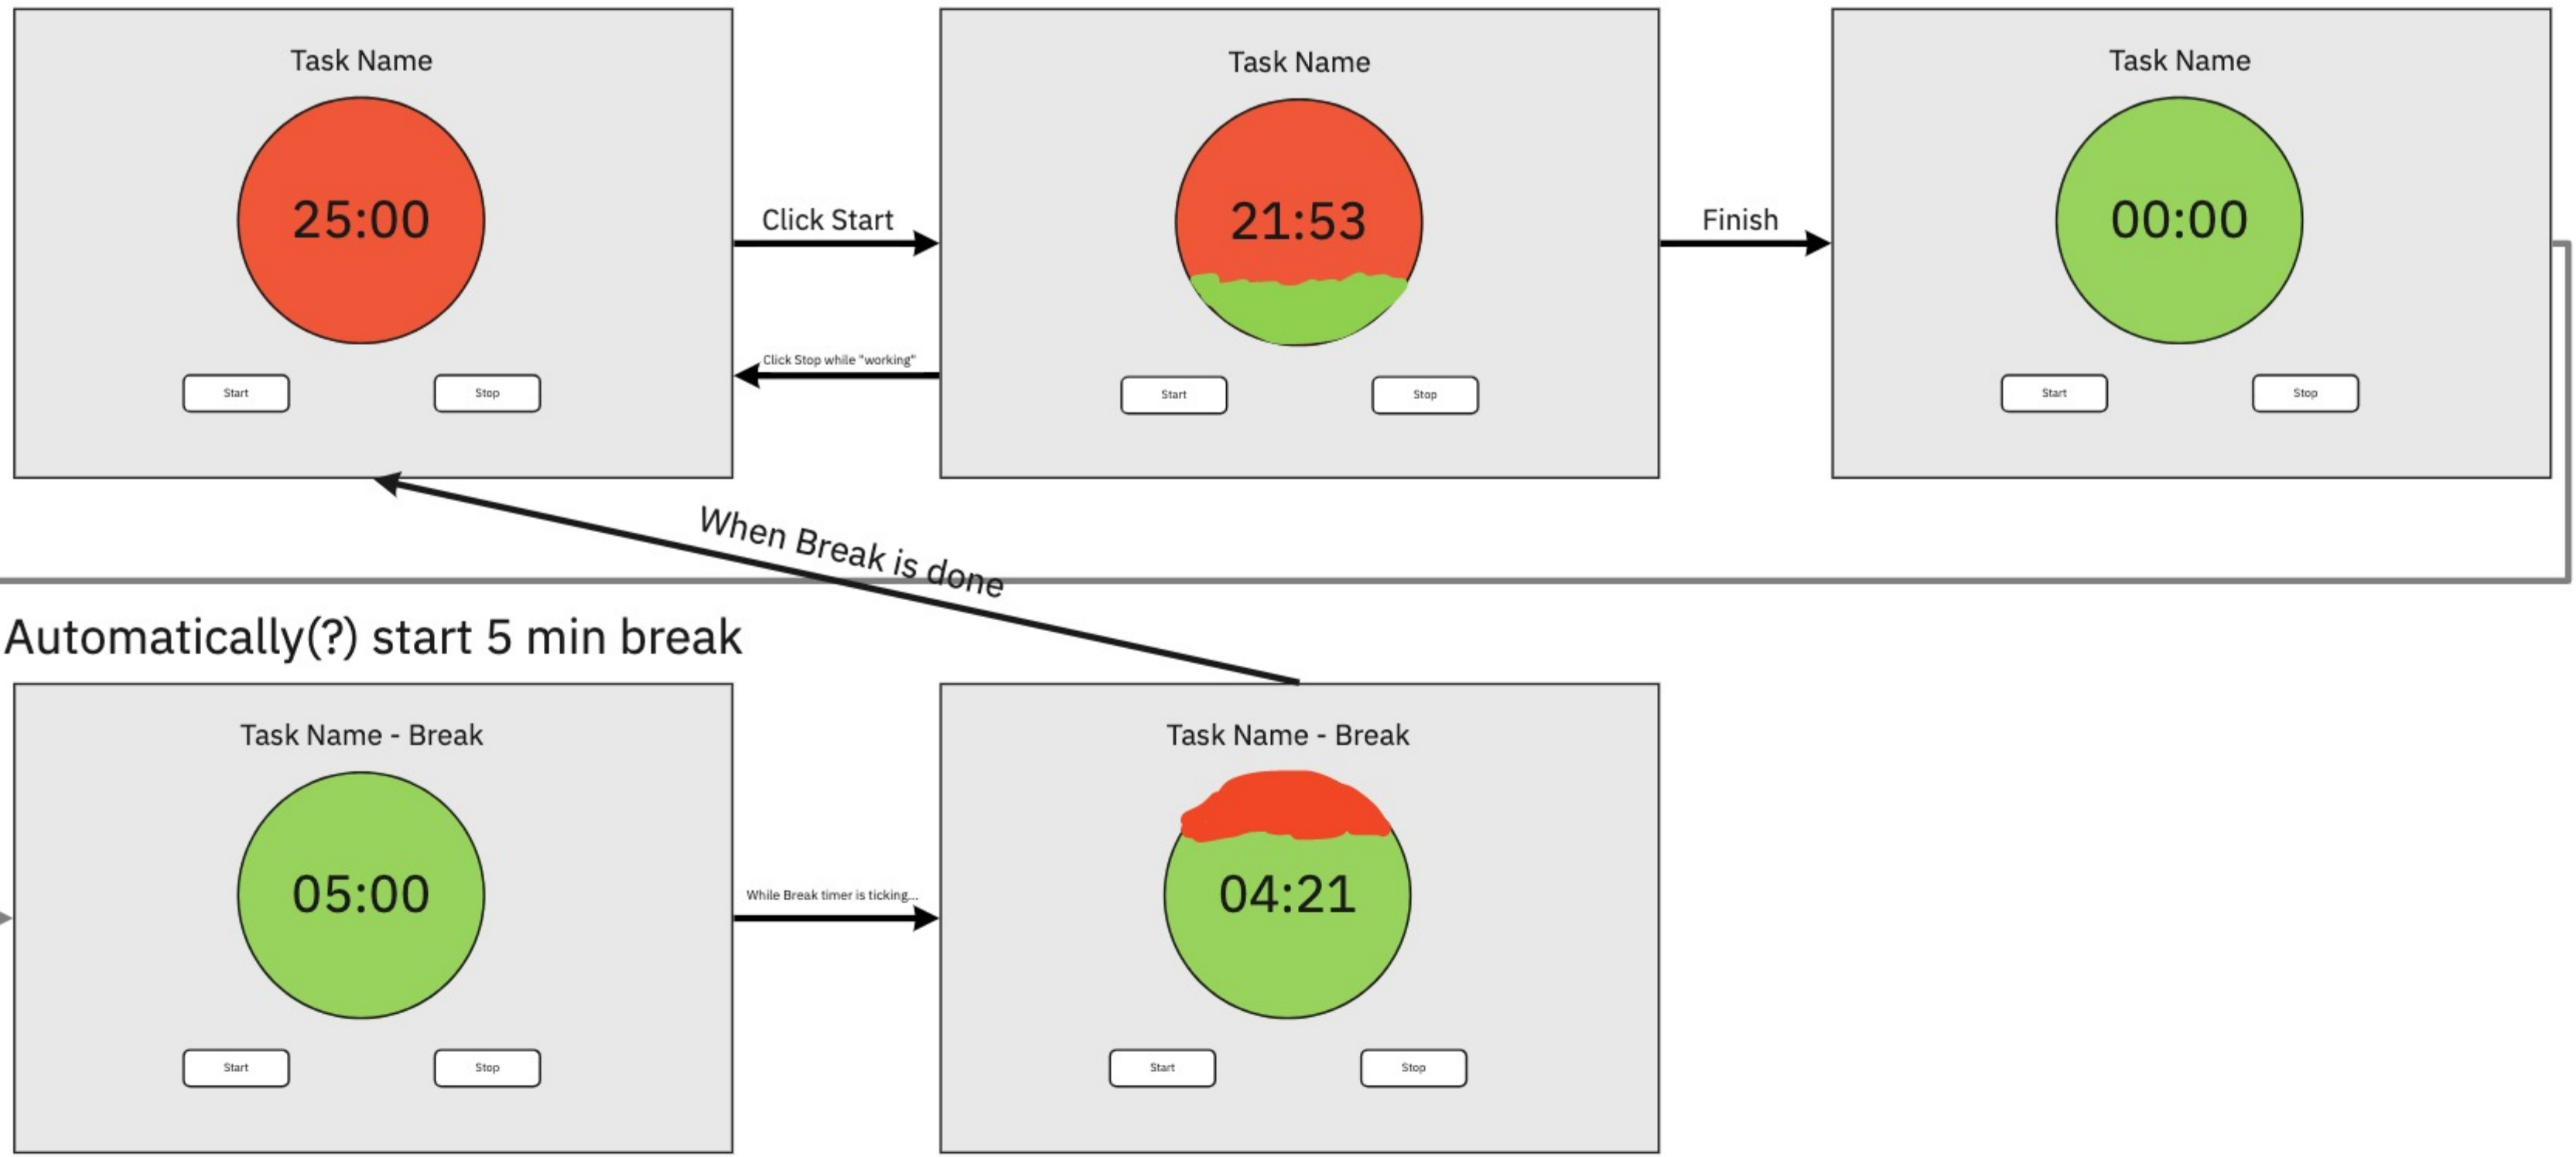 Task Name
25:00
Start
Stop
Click Start
Click Stop while "working"
Task Name
21:53
Start
Stop
Finish
Task Name
00:00
Start
Stop
When Break is done
Automatically(?) start 5 min break
Task Name - Break
05:00
Start
Stop
While Break timer is ticking...
Task Name - Break
04:21
Start
Stop